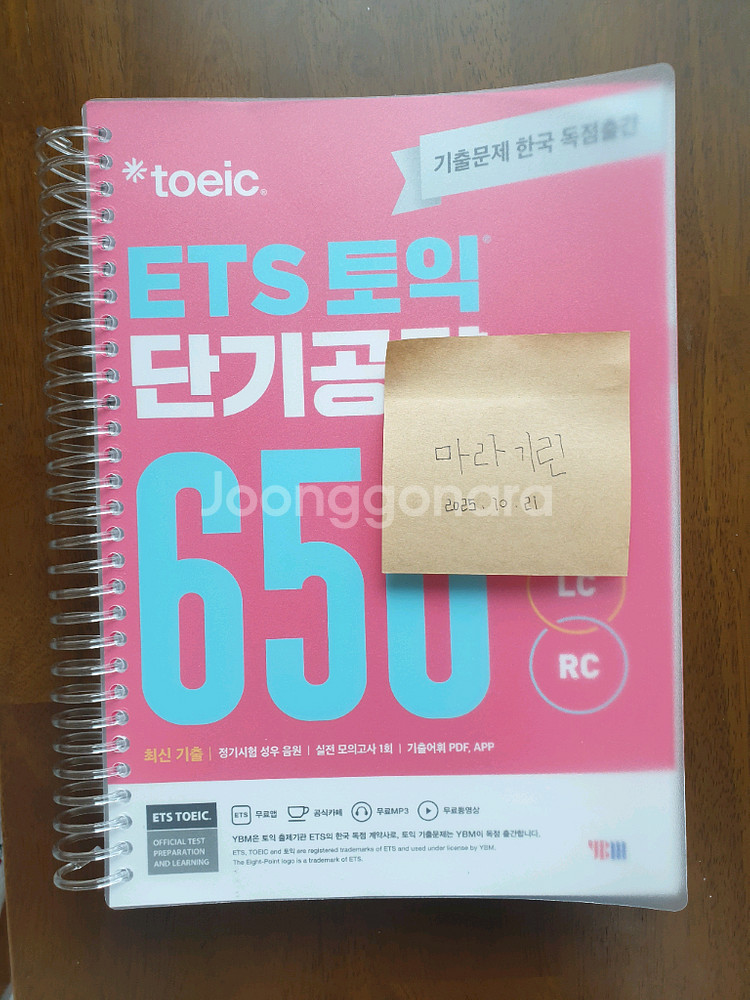 기출문제 한국 독점출간
*toeic®
ETS 토익®
단기공
650
마라기린
2025.10.21
Joonggonara
LC
RC
최신 기출 | 정기시험 성우 음원 | 실전 모의고사 1회 | 기출어휘 PDF, APP
ETS TOEIC.
OFFICIAL TEST
PREPARATION
AND LEARNING
ETS 무료앱 공식카페 무료MP3 무료동영상
YBM은 토익 출제기관 ETS의 한국 독점 계약사로, 토익 기출문제는 YBM이 독점 출간합니다.
ETS, TOEIC and 토익 are registered trademarks of ETS and used under license by YBM.
The Eight-Point logo is a trademark of ETS.
YBM